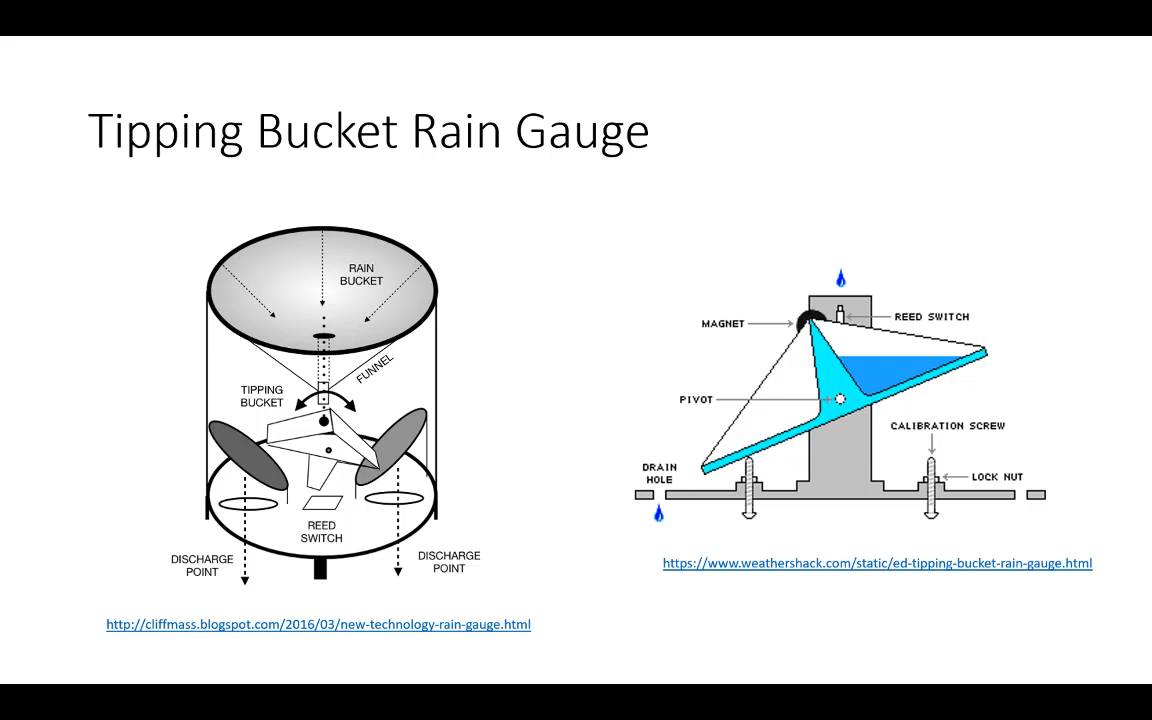 Tipping Bucket Rain Gauge
RAIN
BUCKET
FUNNEL
TIPPING
BUCKET
REED
SWITCH
DISCHARGE
POINT
DISCHARGE
POINT
http://cliffmass.blogspot.com/2016/03/new-technology-rain-gauge.html
MAGNET
REED SWITCH
PIVOT
CALIBRATION SCREW
DRAIN
HOLE
LOCK NUT
https://www.weathershack.com/static/ed-tipping-bucket-rain-gauge.html